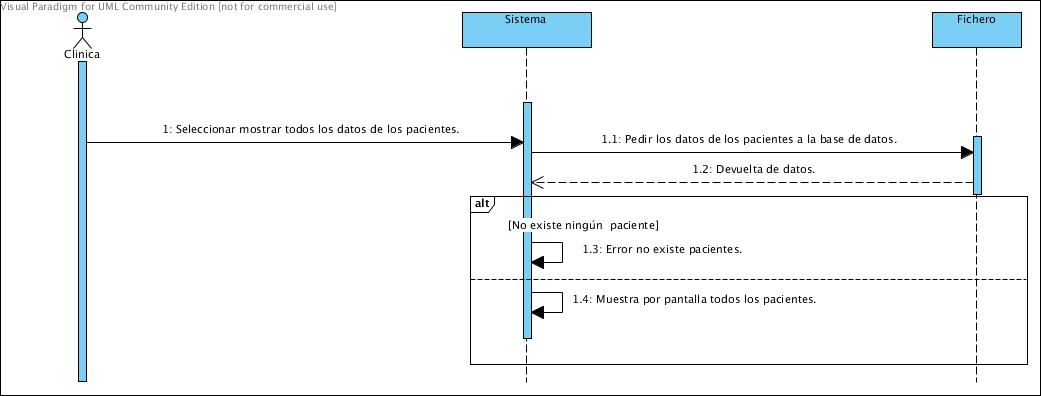 Visual Paradigm for UML Community Edition [not for commercial use]
Sistema
Fichero
Clinica
1: Seleccionar mostrar todos los datos de los pacientes.
1.1: Pedir los datos de los pacientes a la base de datos.
1.2: Devuelta de datos.
alt
[No existe ningún paciente]
1.3: Error no existe pacientes.
1.4: Muestra por pantalla todos los pacientes.